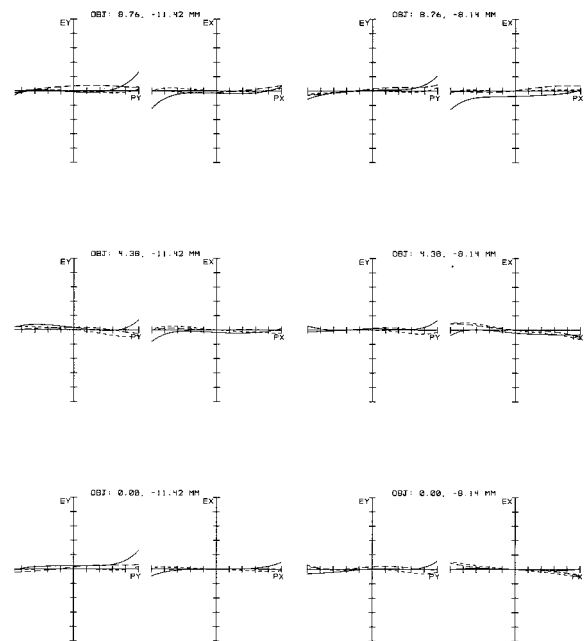 EY OBJ: 8.76, -11.42 MM EX
EY OBJ: 8.76, -8.14 MM EX
PY PX PY PX
EY OBJ: 4.38, -11.42 MM EX
EY OBJ: 4.38, -8.14 MM EX
PY PX PY PX
EY OBJ: 0.00, -11.42 MM EX
EY OBJ: 0.00, -8.14 MM EX
PY PX PY PX